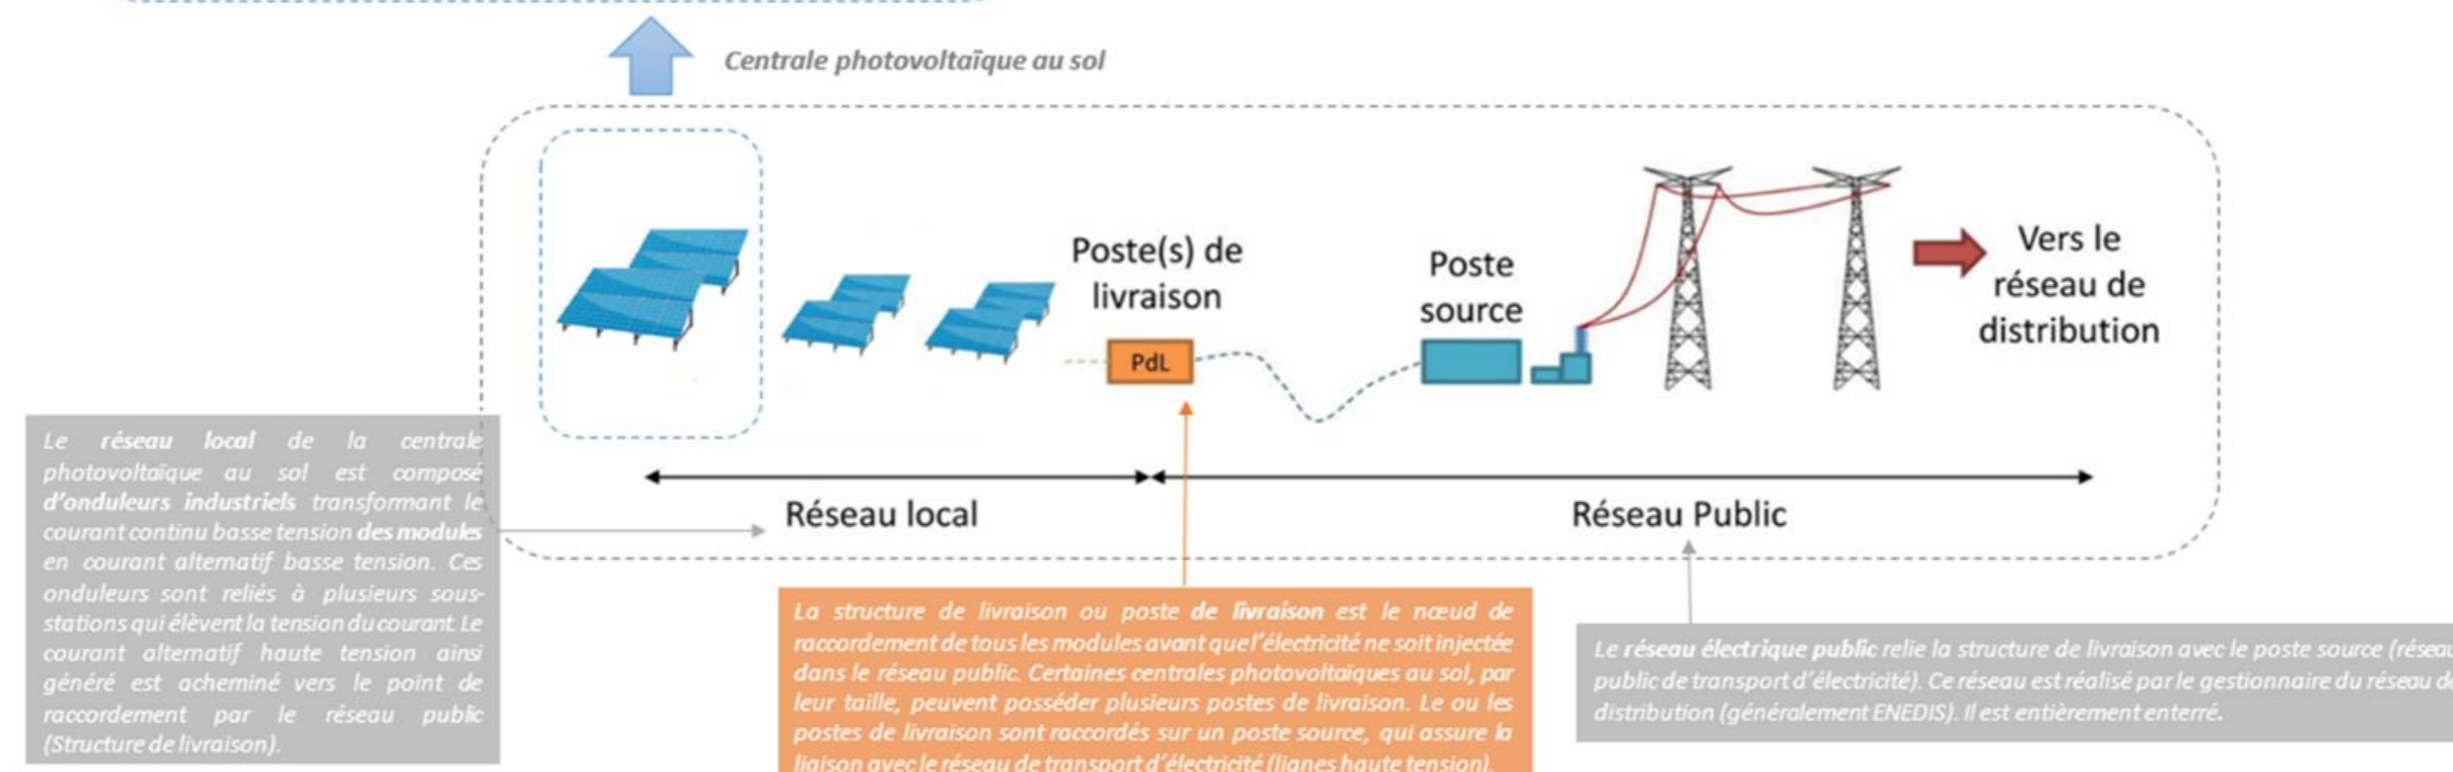 Centrale photovoltaïque au sol
Poste(s) de
livraison
PdL
Poste
source
Vers le
réseau de
distribution
Réseau local
Réseau Public
Le réseau local de la centrale
photovoltaïque au sol est composé
d'onduleurs industriels transformant le
courant continu basse tension des modules
en courant alternatif basse tension. Ces
onduleurs sont reliés à plusieurs sous-
stations qui élèvent la tension du courant. Le
courant alternatif haute tension ainsi
généré est acheminé vers le point de
raccordement par le réseau public
(Structure de livraison).
La structure de livraison ou poste de livraison est le nœud de
raccordement de tous les modules avant que l'électricité ne soit injectée
dans le réseau public. Certaines centrales photovoltaïques au sol, par
leur taille, peuvent posséder plusieurs postes de livraison. Le ou les
postes de livraison sont raccordés sur un poste source, qui assure la
liaison avec le réseau de transport d'électricité (lignes haute tension).
Le réseau électrique public relie la structure de livraison avec le poste source (réseau
public de transport d'électricité). Ce réseau est réalisé par le gestionnaire du réseau de
distribution (généralement ENEDIS). Il est entièrement enterré.